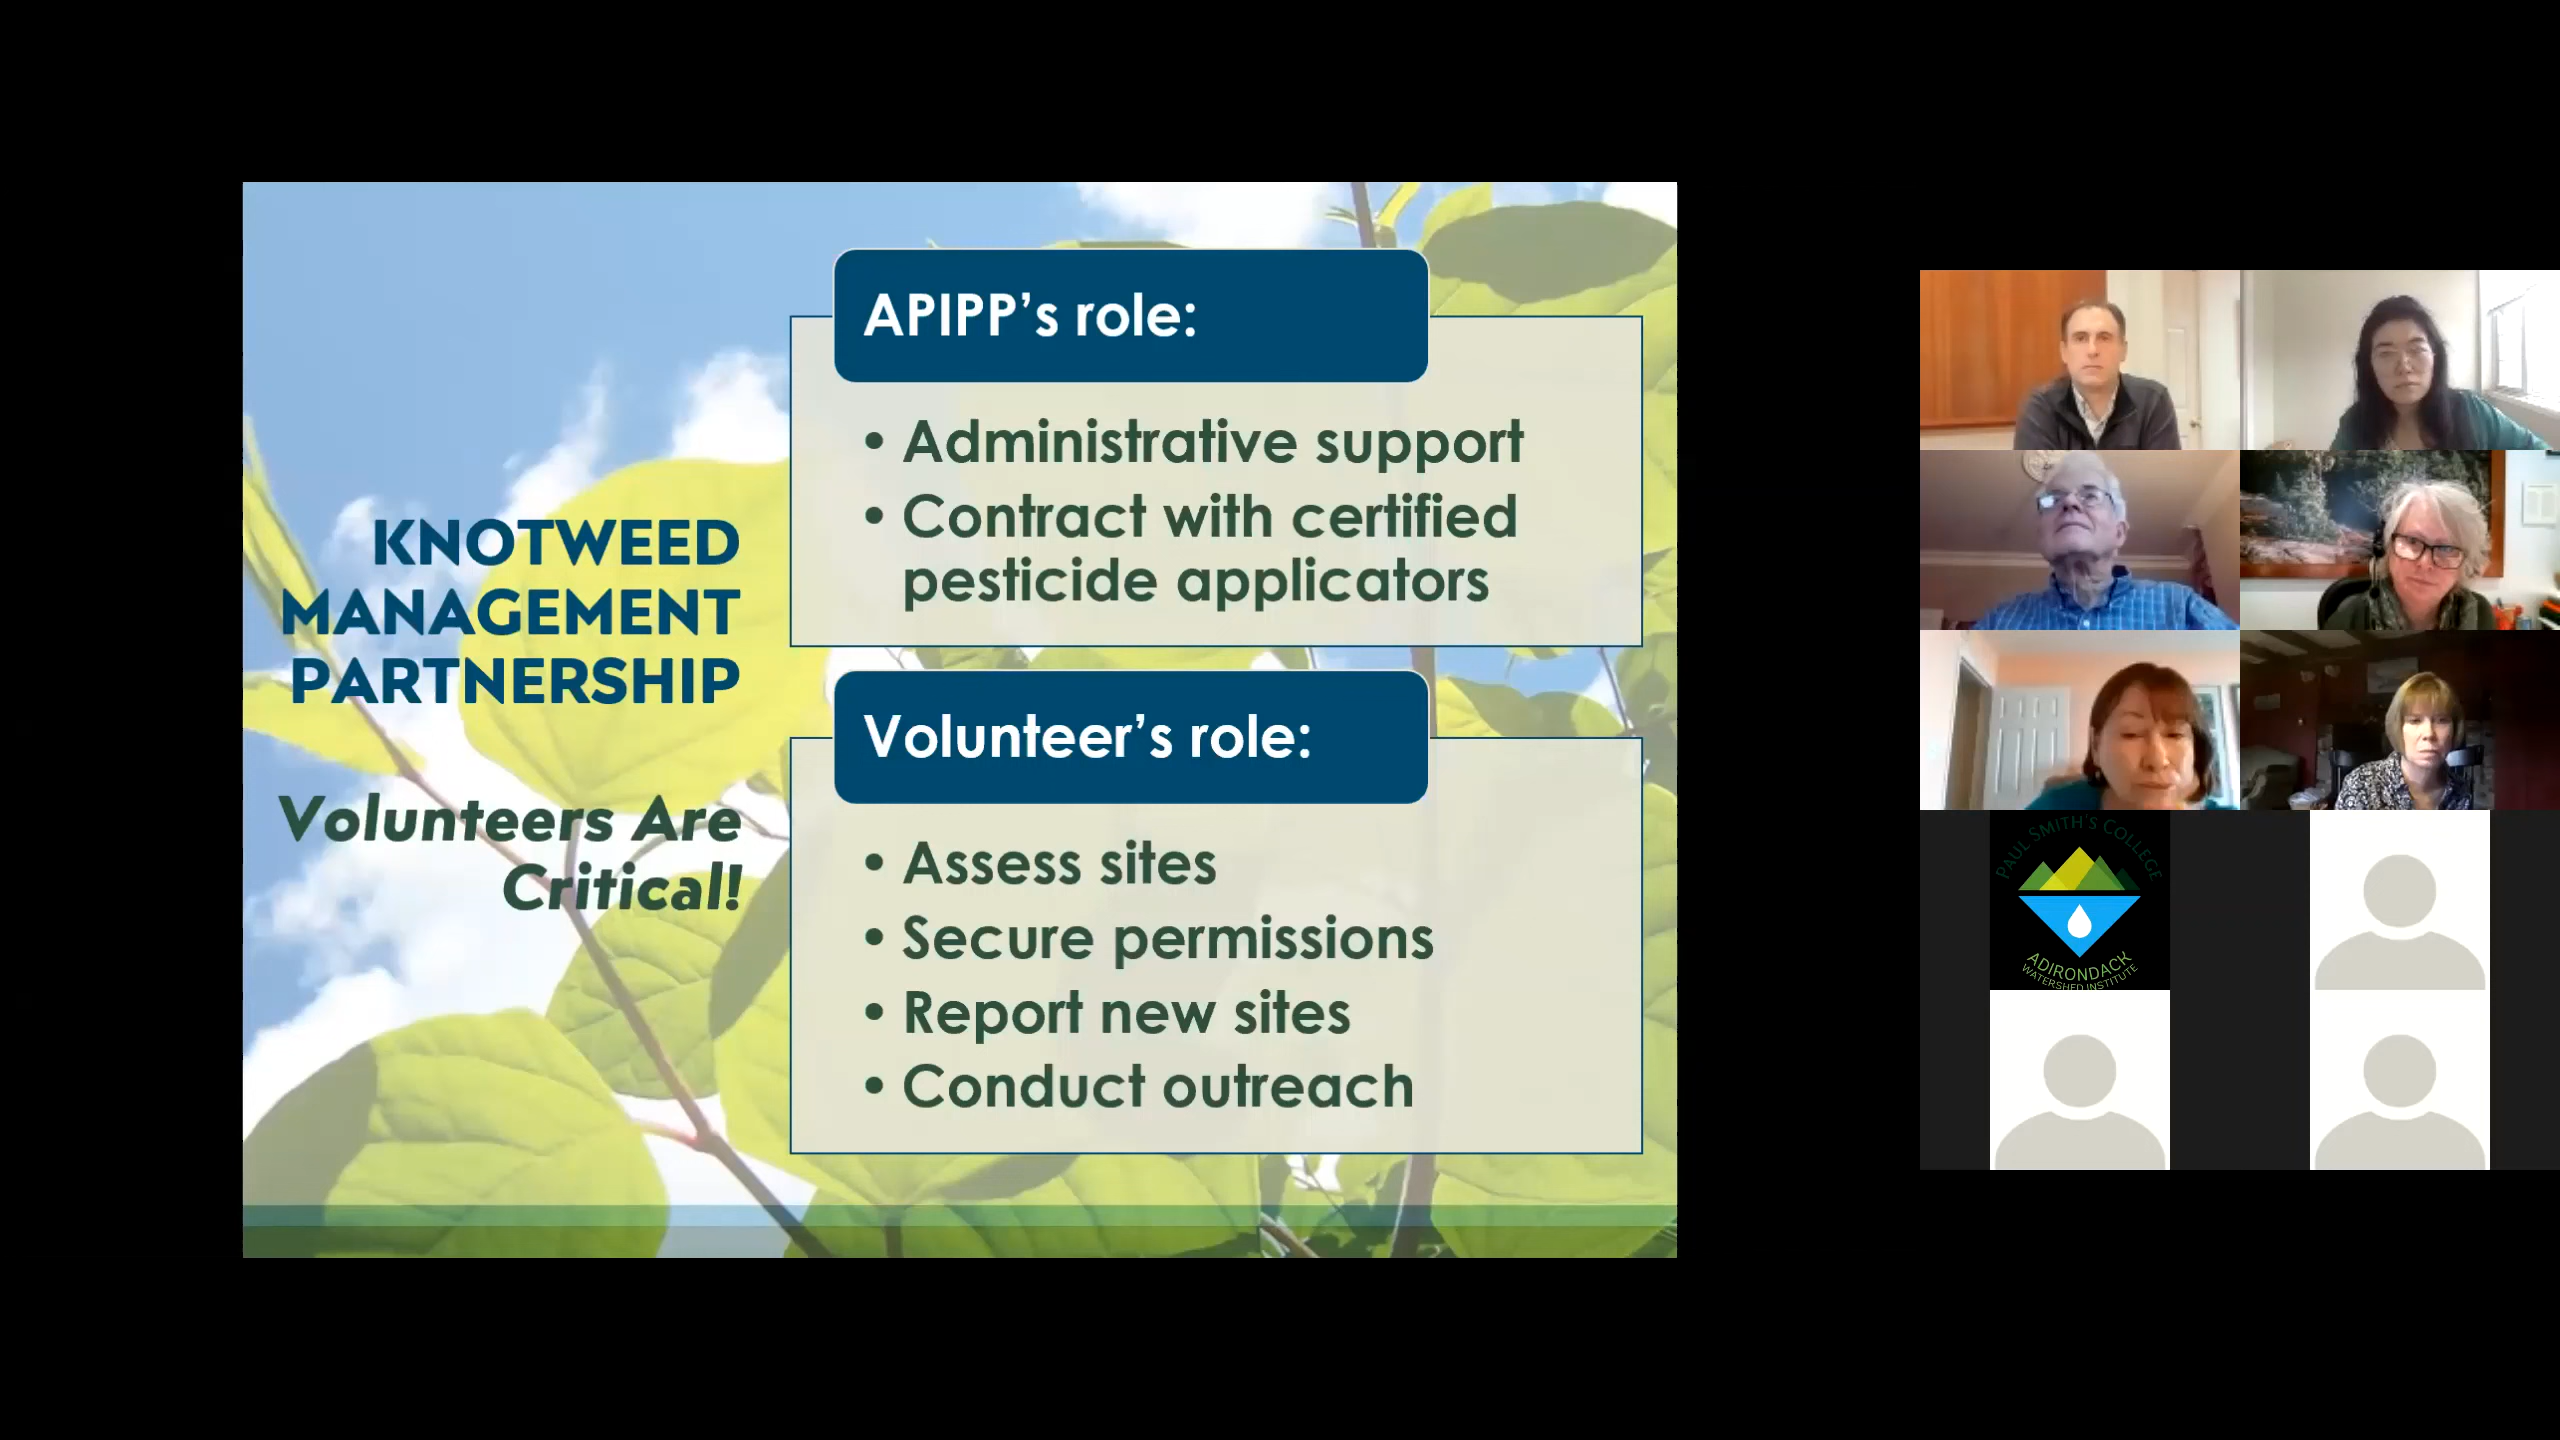 KNOTWEED
MANAGEMENT
PARTNERSHIP
Volunteers Are
Critical!
APIPP’s role:
• Administrative support
• Contract with certified
pesticide applicators
Volunteer’s role:
• Assess sites
• Secure permissions
• Report new sites
• Conduct outreach
PAUL SMITH'S COLLEGE
ADIRONDACK
WATERSHED INSTITUTE